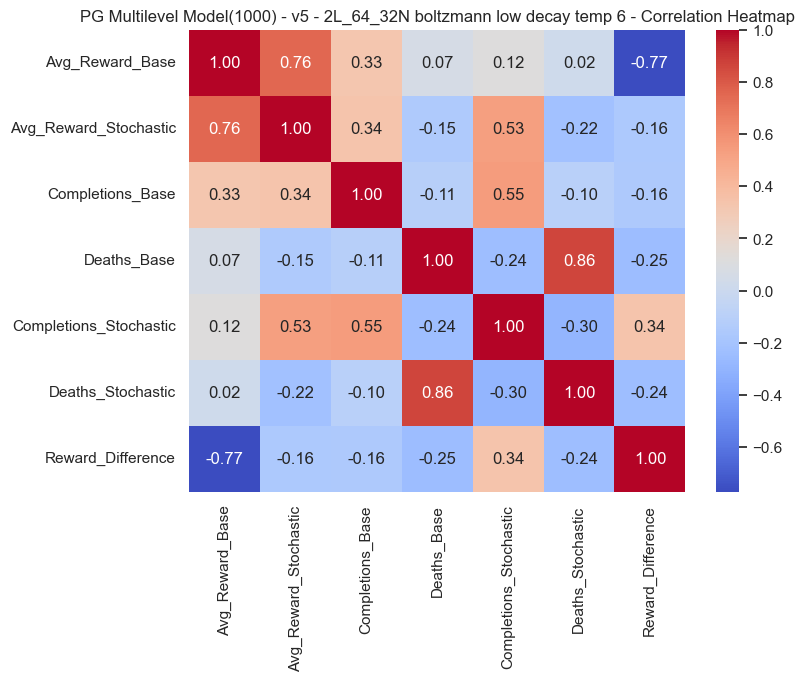 PG Multilevel Model(1000) - v5 - 2L_64_32N boltzmann low decay temp 6 - Correlation Heatmap
Avg_Reward_Base 1.00 0.76 0.33 0.07 0.12 0.02 -0.77
Avg_Reward_Stochastic 0.76 1.00 0.34 -0.15 0.53 -0.22 -0.16
Completions_Base 0.33 0.34 1.00 -0.11 0.55 -0.10 -0.16
Deaths_Base 0.07 -0.15 -0.11 1.00 -0.24 0.86 -0.25
Completions_Stochastic 0.12 0.53 0.55 -0.24 1.00 -0.30 0.34
Deaths_Stochastic 0.02 -0.22 -0.10 0.86 -0.30 1.00 -0.24
Reward_Difference -0.77 -0.16 -0.16 -0.25 0.34 -0.24 1.00
Avg_Reward_Base
Avg_Reward_Stochastic
Completions_Base
Deaths_Base
Completions_Stochastic
Deaths_Stochastic
Reward_Difference
1.0
0.8
0.6
0.4
0.2
0.0
−0.2
−0.4
−0.6